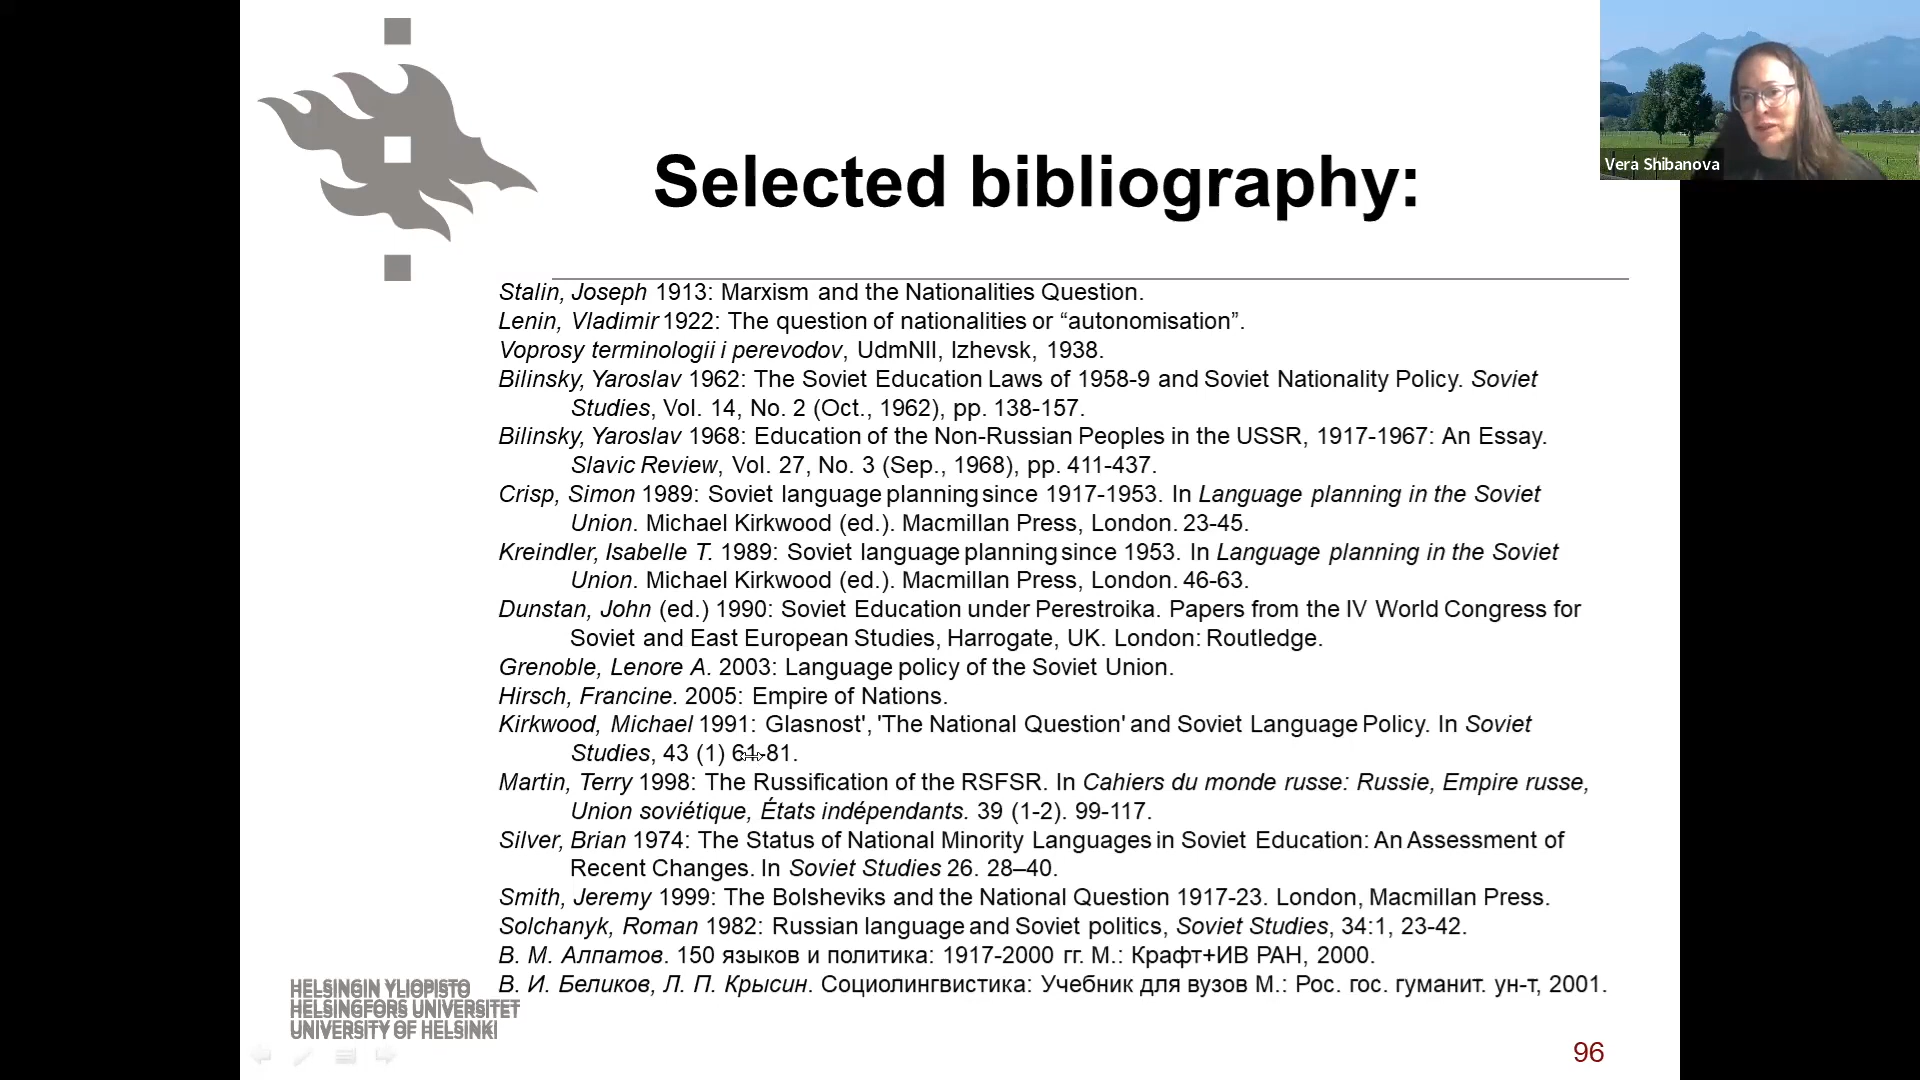 Vera Shibanova
Selected bibliography:
Stalin, Joseph 1913: Marxism and the Nationalities Question.
Lenin, Vladimir 1922: The question of nationalities or “autonomisation”.
Voprosy terminologii i perevodov, UdmNII, Izhevsk, 1938.
Bilinsky, Yaroslav 1962: The Soviet Education Laws of 1958-9 and Soviet Nationality Policy. Soviet
Studies, Vol. 14, No. 2 (Oct., 1962), pp. 138-157.
Bilinsky, Yaroslav 1968: Education of the Non-Russian Peoples in the USSR, 1917-1967: An Essay.
Slavic Review, Vol. 27, No. 3 (Sep., 1968), pp. 411-437.
Crisp, Simon 1989: Soviet language planning since 1917-1953. In Language planning in the Soviet
Union. Michael Kirkwood (ed.). Macmillan Press, London. 23-45.
Kreindler, Isabelle T. 1989: Soviet language planning since 1953. In Language planning in the Soviet
Union. Michael Kirkwood (ed.). Macmillan Press, London. 46-63.
Dunstan, John (ed.) 1990: Soviet Education under Perestroika. Papers from the IV World Congress for
Soviet and East European Studies, Harrogate, UK. London: Routledge.
Grenoble, Lenore A. 2003: Language policy of the Soviet Union.
Hirsch, Francine. 2005: Empire of Nations.
Kirkwood, Michael 1991: Glasnost', 'The National Question' and Soviet Language Policy. In Soviet
Studies, 43 (1) 61-81.
Martin, Terry 1998: The Russification of the RSFSR. In Cahiers du monde russe: Russie, Empire russe,
Union soviétique, États indépendants. 39 (1-2). 99-117.
Silver, Brian 1974: The Status of National Minority Languages in Soviet Education: An Assessment of
Recent Changes. In Soviet Studies 26. 28–40.
Smith, Jeremy 1999: The Bolsheviks and the National Question 1917-23. London, Macmillan Press.
Solchanyk, Roman 1982: Russian language and Soviet politics, Soviet Studies, 34:1, 23-42.
В. М. Алпатов. 150 языков и политика: 1917-2000 гг. М.: Крафт+ИВ РАН, 2000.
В. И. Беликов, Л. П. Крысин. Социолингвистика: Учебник для вузов М.: Рос. гос. гуманит. ун-т, 2001.
HELSINGIN YLIOPISTO
HELSINGFORS UNIVERSITET
UNIVERSITY OF HELSINKI
96